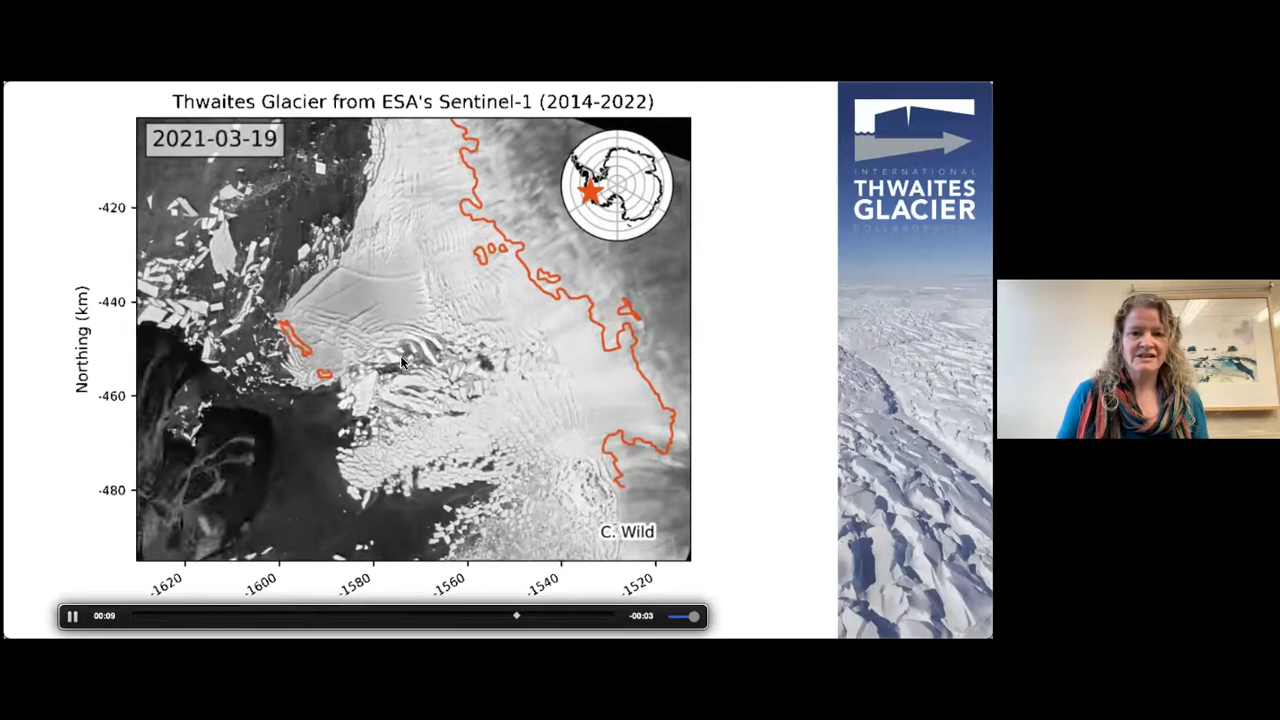 Thwaites Glacier from ESA's Sentinel-1 (2014-2022)
2021-03-19
Northing (km)
-420
-440
-460
-480
C. Wild
-1620
-1600
-1580
-1560
-1540
-1520
00:09
-00:03
INTERNATIONAL
THWAITES
GLACIER
COLLABORATION